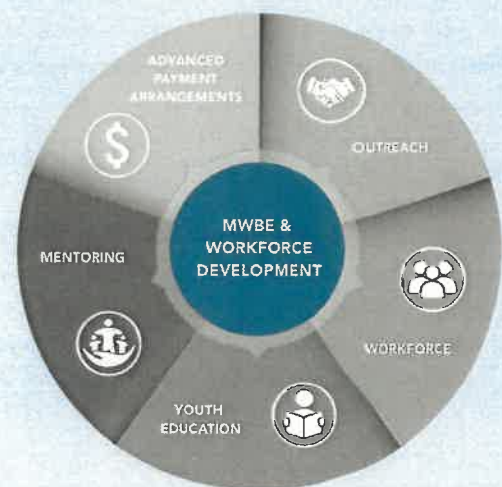 ADVANCED
PAYMENT
ARRANGEMENTS
$
OUTREACH
MWBE &
WORKFORCE
DEVELOPMENT
MENTORING
WORKFORCE
YOUTH
EDUCATION